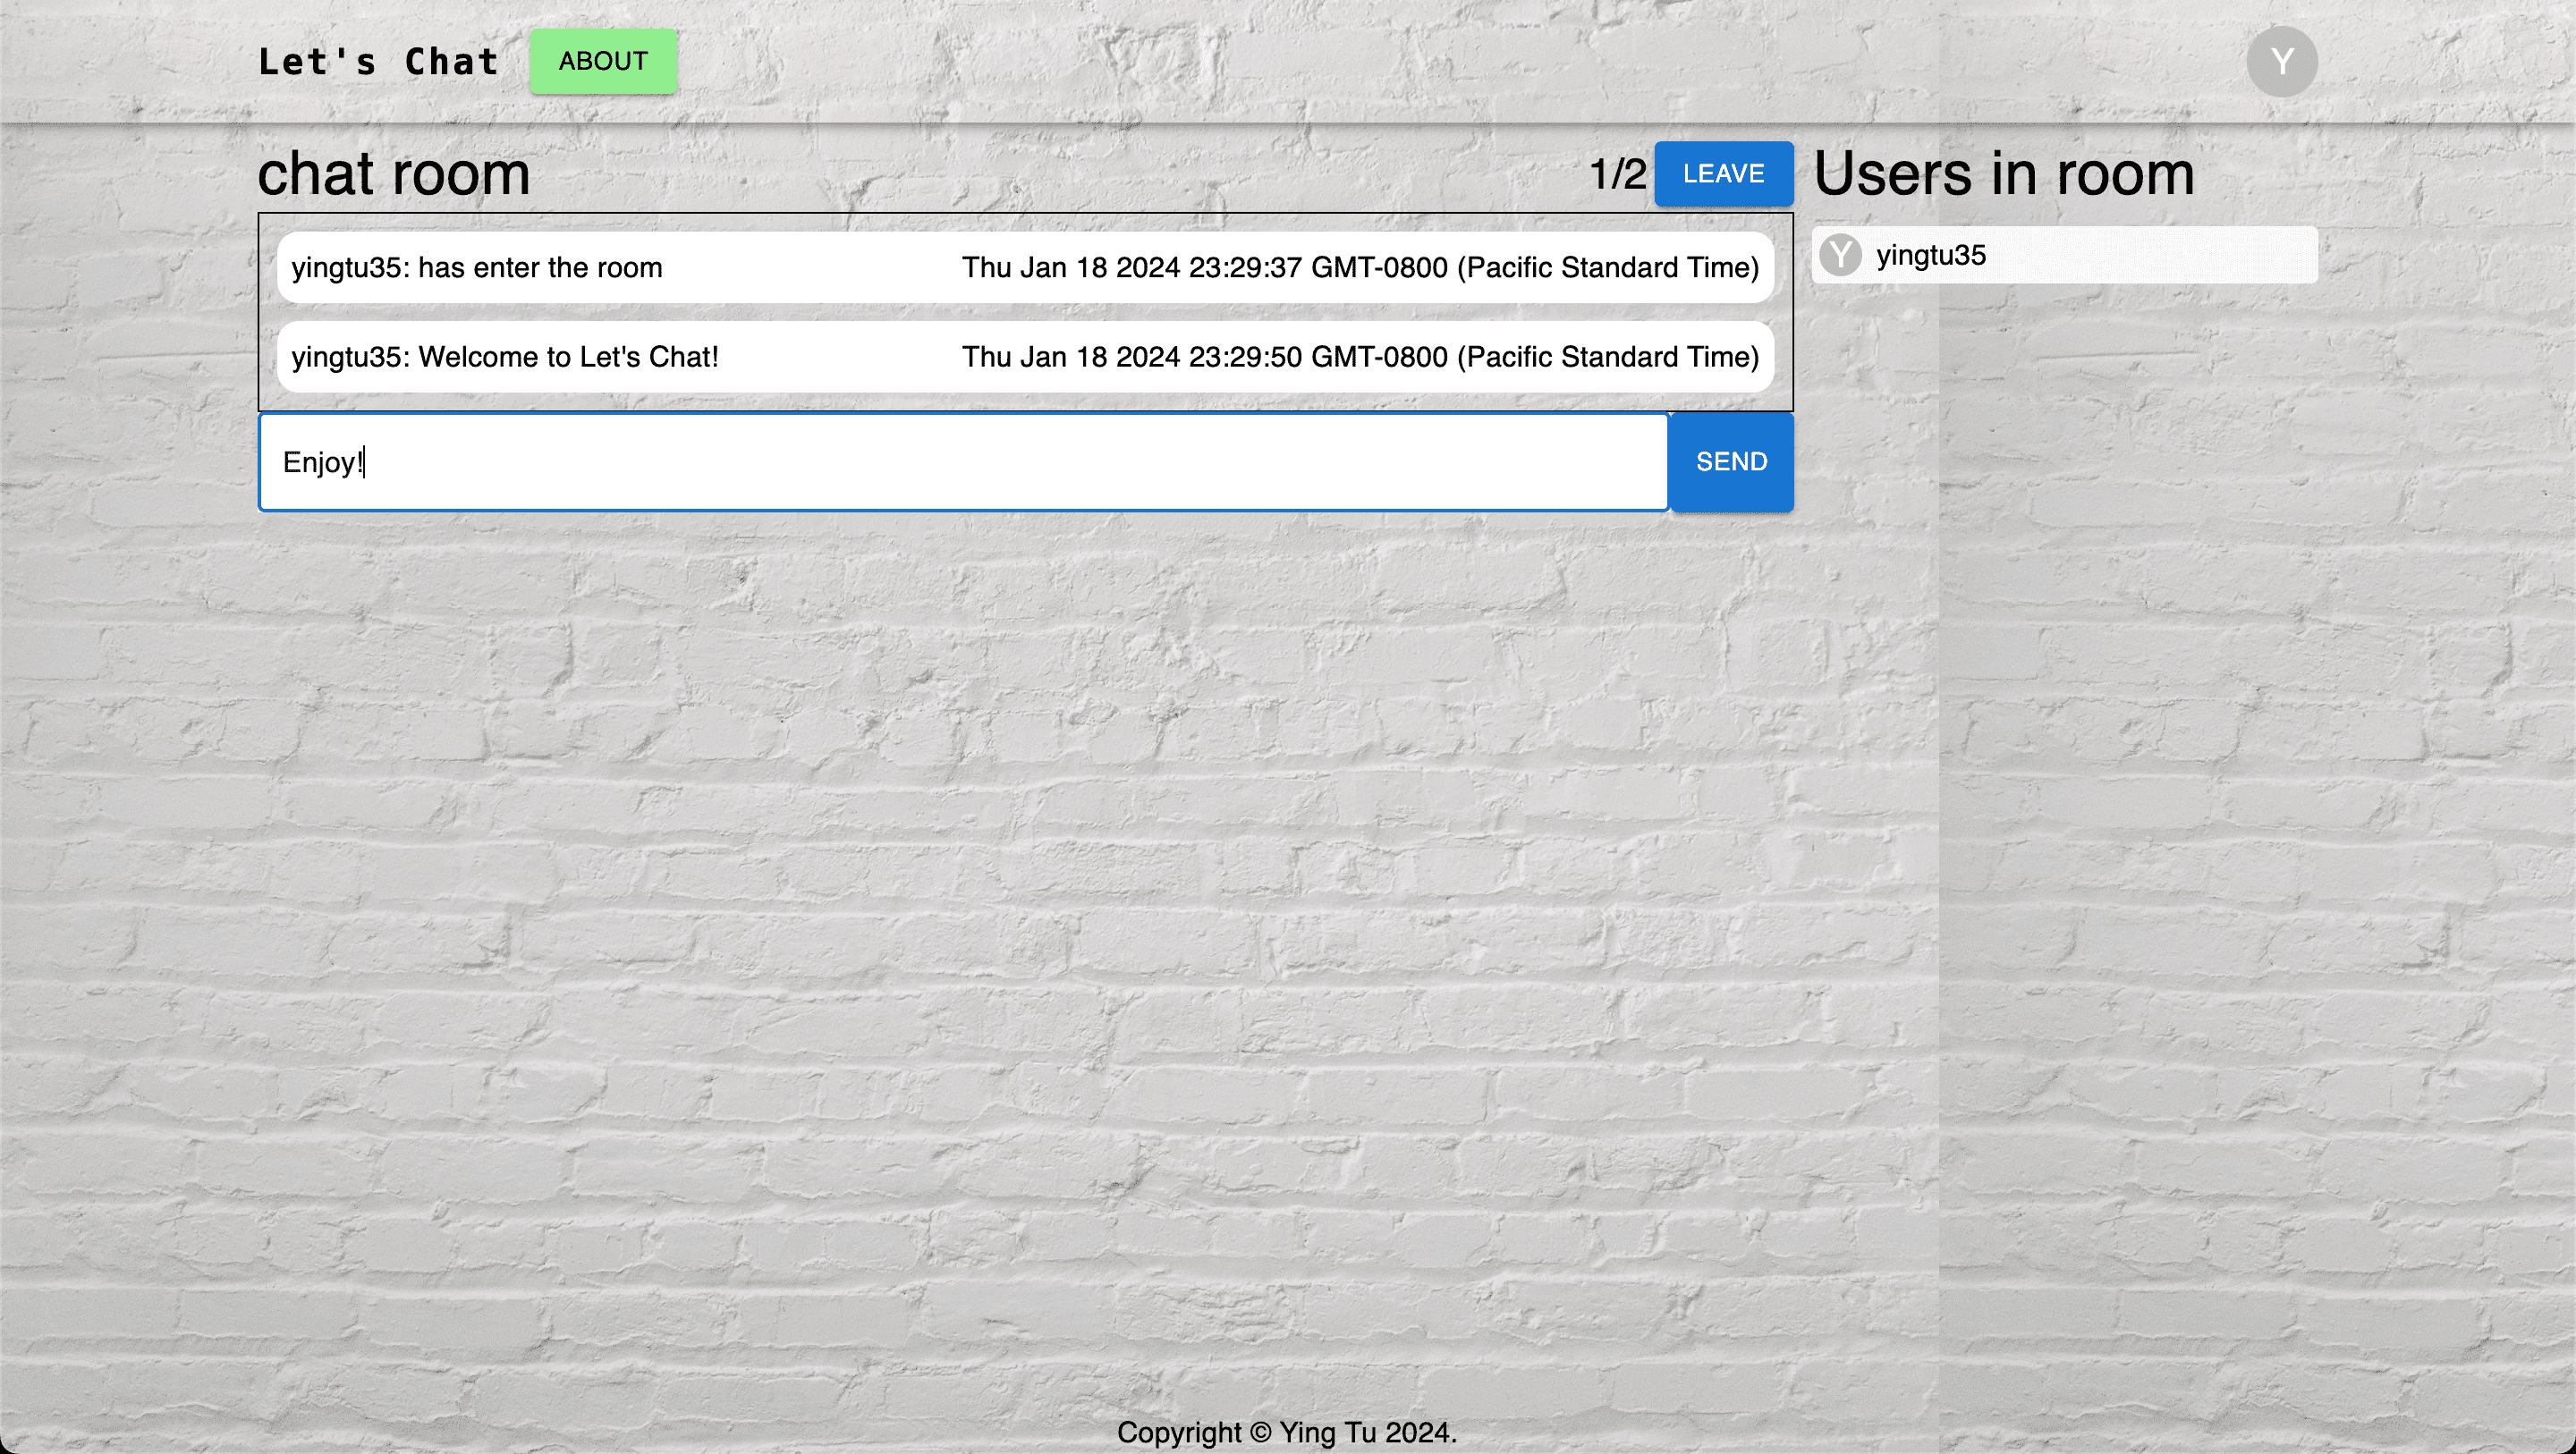 Let's Chat ABOUT Y
chat room 1/2 LEAVE
yingtu35: has enter the room Thu Jan 18 2024 23:29:37 GMT-0800 (Pacific Standard Time)
yingtu35: Welcome to Let's Chat! Thu Jan 18 2024 23:29:50 GMT-0800 (Pacific Standard Time)
Enjoy! SEND
Users in room
Y yingtu35
Copyright © Ying Tu 2024.